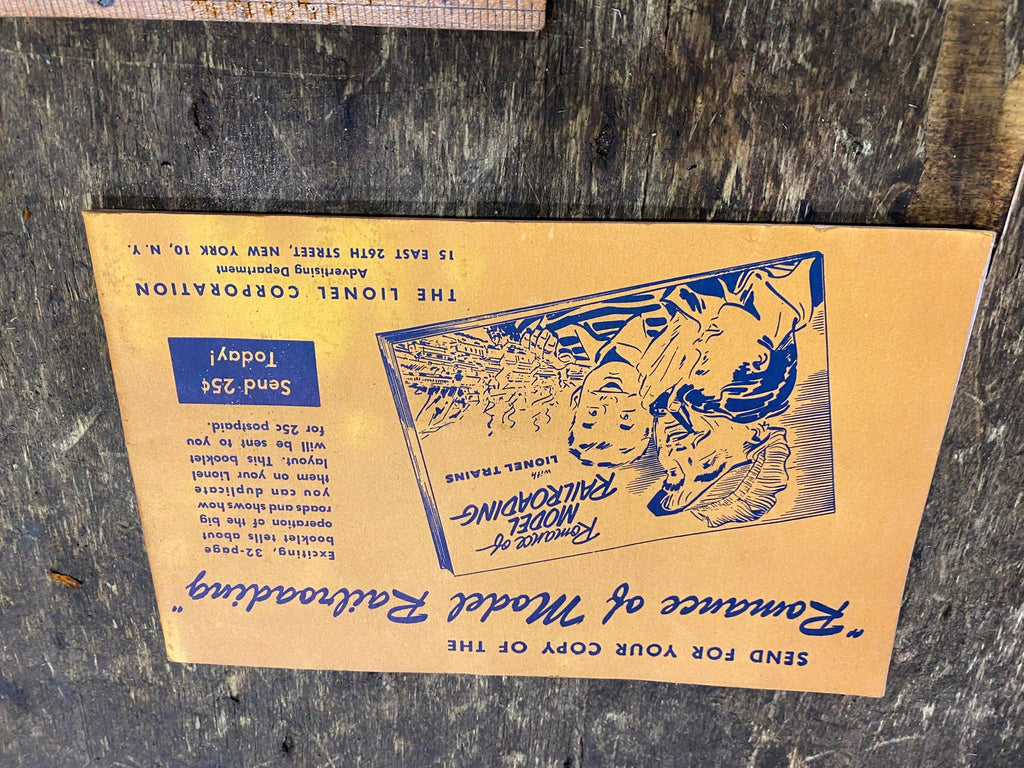 SEND FOR YOUR COPY OF THE
"Romance of Model Railroading"
Romance of
MODEL
RAILROADING
with
LIONEL TRAINS
Exciting, 32-page
booklet tells about
operation of the big
roads and shows how
you can duplicate
them on your Lionel
layout. This booklet
will be sent to you
for 25c postpaid.
Send 25¢
Today!
THE LIONEL CORPORATION
Advertising Department
15 EAST 26TH STREET, NEW YORK 10, N. Y.